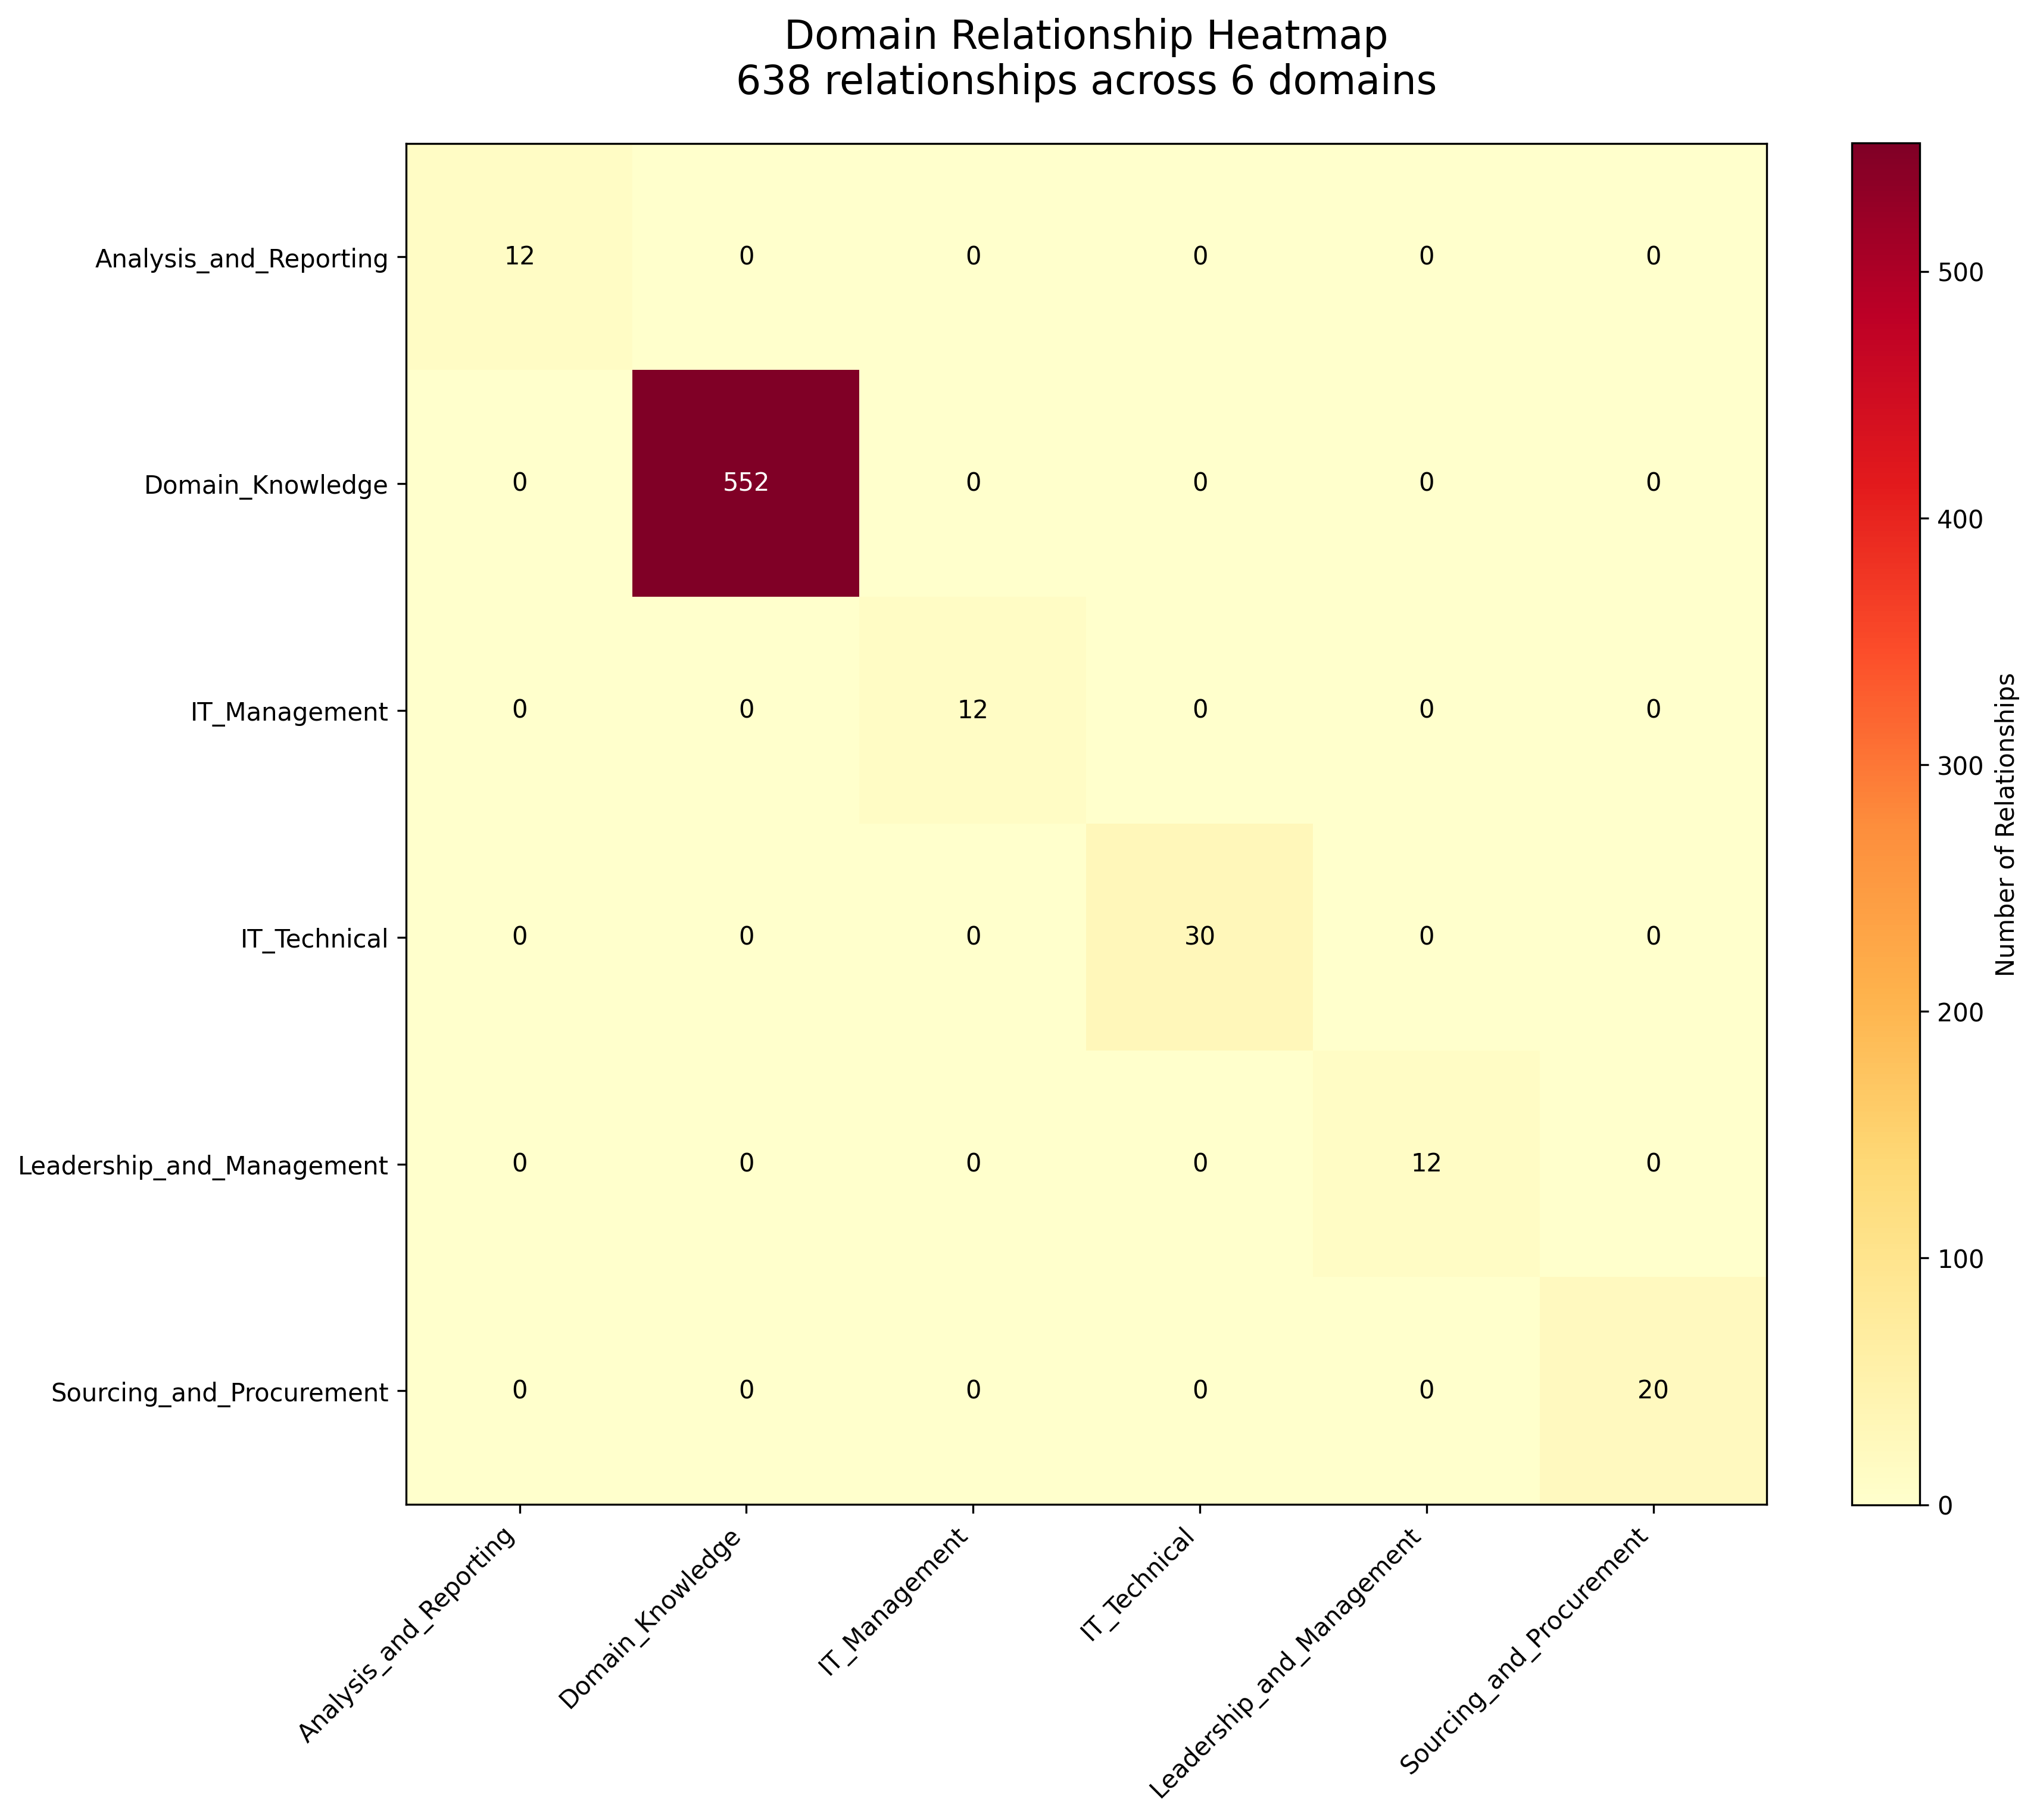 Domain Relationship Heatmap
638 relationships across 6 domains
Analysis_and_Reporting 12 0 0 0 0 0
Domain_Knowledge 0 552 0 0 0 0
IT_Management 0 0 12 0 0 0
IT_Technical 0 0 0 30 0 0
Leadership_and_Management 0 0 0 0 12 0
Sourcing_and_Procurement 0 0 0 0 0 20
Analysis_and_Reporting
Domain_Knowledge
IT_Management
IT_Technical
Leadership_and_Management
Sourcing_and_Procurement
500
400
300
200
100
0
Number of Relationships